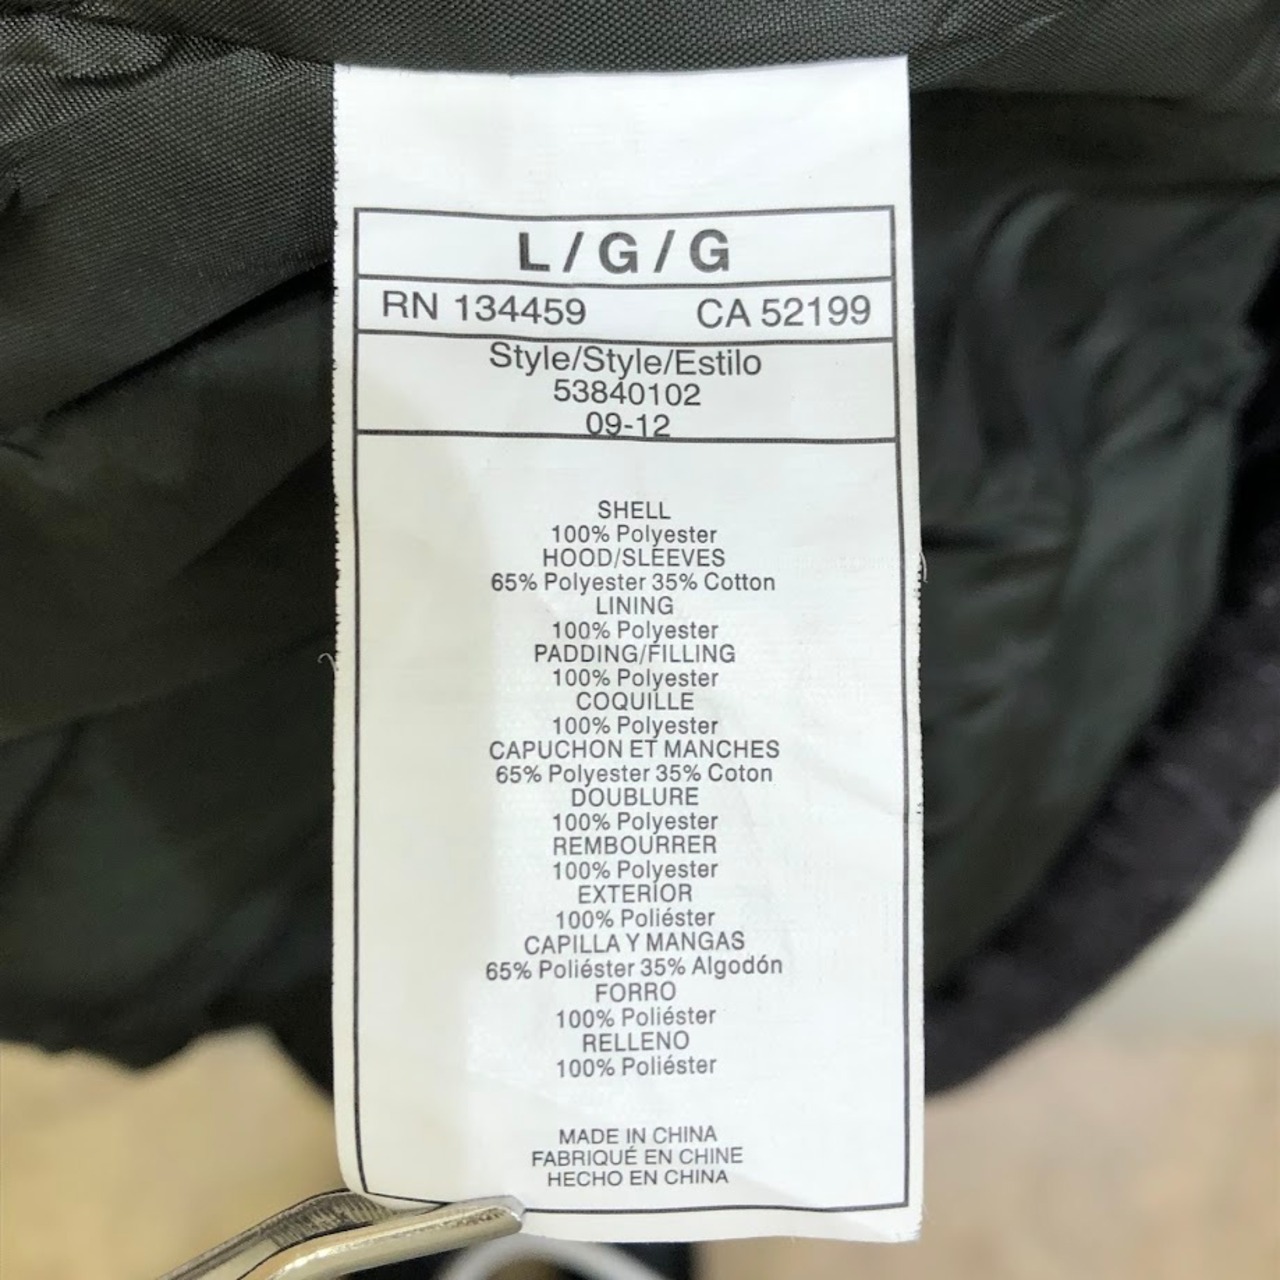 L/G/G
RN 134459 CA 52199
Style/Style/Estilo
53840102
09-12
SHELL
100% Polyester
HOOD/SLEEVES
65% Polyester 35% Cotton
LINING
100% Polyester
PADDING/FILLING
100% Polyester
COQUILLE
100% Polyester
CAPUCHON ET MANCHES
65% Polyester 35% Coton
DOUBLURE
100% Polyester
REMBOURRER
100% Polyester
EXTERIOR
100% Poliéster
CAPILLA Y MANGAS
65% Poliéster 35% Algodón
FORRO
100% Poliéster
RELLENO
100% Poliéster
MADE IN CHINA
FABRIQUÉ EN CHINE
HECHO EN CHINA